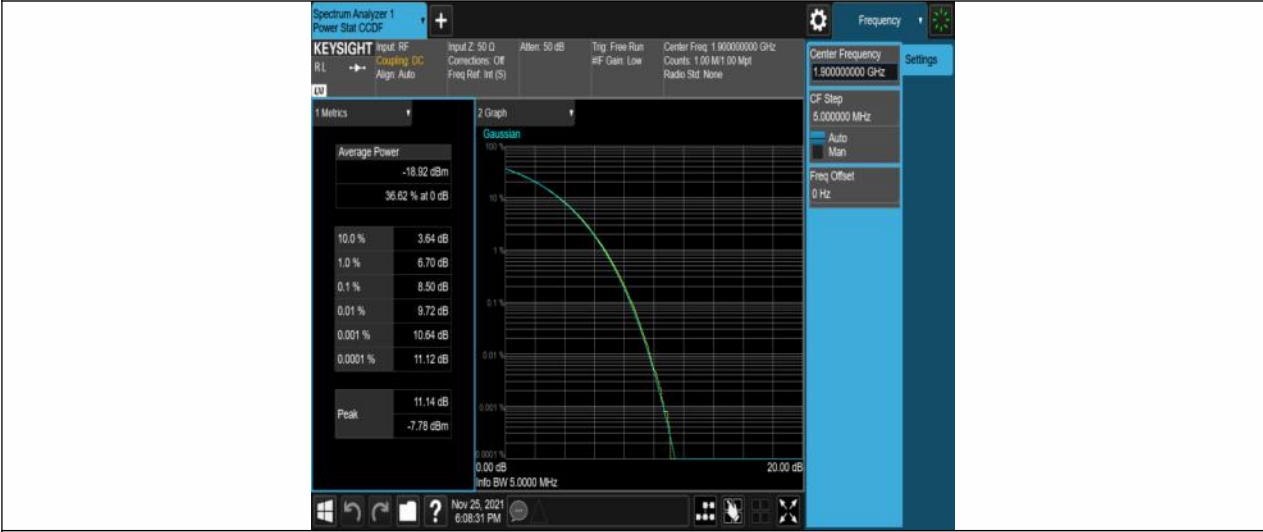 Spectrum Analyzer 1
Power Stat CCDF
+
Frequency
KEYSIGHT
R L
LXI
Input: RF
Coupling: DC
Align: Auto
Input Z: 50 Ω
Corrections: Off
Freq Ref: Int (S)
Atten: 50 dB
Trig: Free Run
#IF Gain: Low
Center Freq: 1.900000000 GHz
Counts: 1.00 M/1.00 Mpt
Radio Std: None
Center Frequency
1.900000000 GHz
Settings
CF Step
5.000000 MHz
Auto
Man
Freq Offset
0 Hz
1 Metrics
Average Power
-18.92 dBm
36.62 % at 0 dB
10.0 % 3.64 dB
1.0 % 6.70 dB
0.1 % 8.50 dB
0.01 % 9.72 dB
0.001 % 10.64 dB
0.0001 % 11.12 dB
Peak
11.14 dB
-7.78 dBm
2 Graph
Gaussian
100 %
10 %
1 %
0.1 %
0.01 %
0.001 %
0.0001 %
0.00 dB
20.00 dB
Info BW 5.0000 MHz
?
Nov 25, 2021
6:08:31 PM